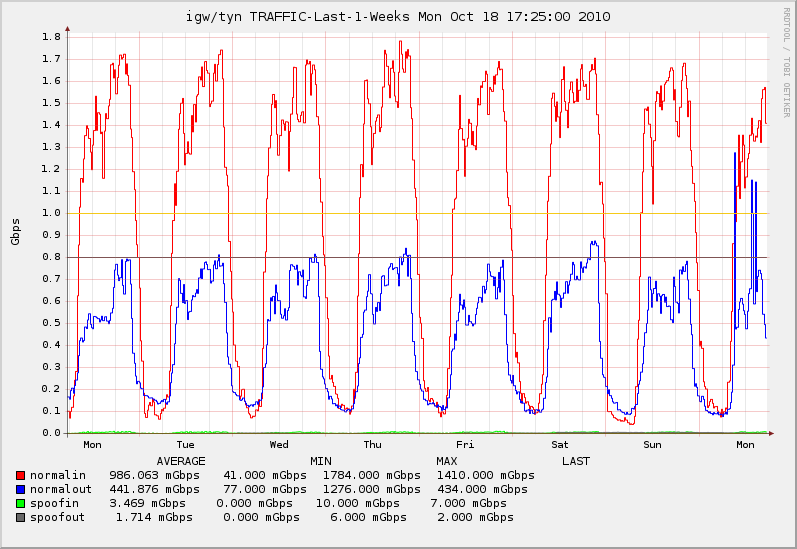 igw/tyn TRAFFIC-Last-1-Weeks Mon Oct 18 17:25:00 2010
RRDTOOL / TOBI OETIKER
Gbps
1.8
1.7
1.6
1.5
1.4
1.3
1.2
1.1
1.0
0.9
0.8
0.7
0.6
0.5
0.4
0.3
0.2
0.1
0.0
Mon Tue Wed Thu Fri Sat Sun Mon
AVERAGE MIN MAX LAST
normalin 986.063 mGbps 41.000 mGbps 1784.000 mGbps 1410.000 mGbps
normalout 441.876 mGbps 77.000 mGbps 1276.000 mGbps 434.000 mGbps
spoofin 3.469 mGbps 0.000 mGbps 10.000 mGbps 7.000 mGbps
spoofout 1.714 mGbps 0.000 mGbps 6.000 mGbps 2.000 mGbps